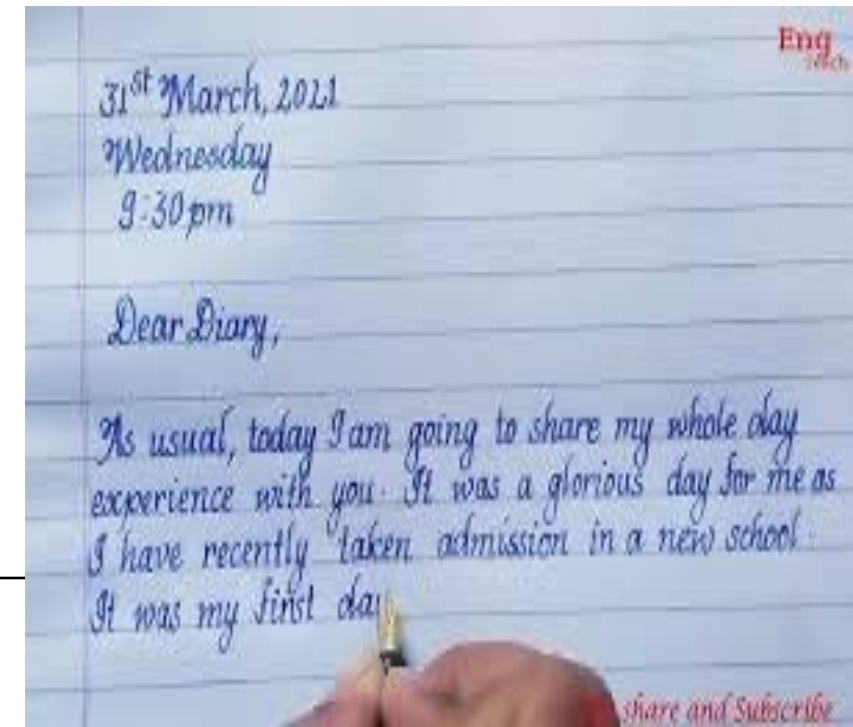 Eng
31st March, 2021
Wednesday
9:30 pm
Dear Diary,
As usual, today I am going to share my whole day
experience with you. It was a glorious day for me as
I have recently taken admission in a new school.
It was my first day
share and Subscribe